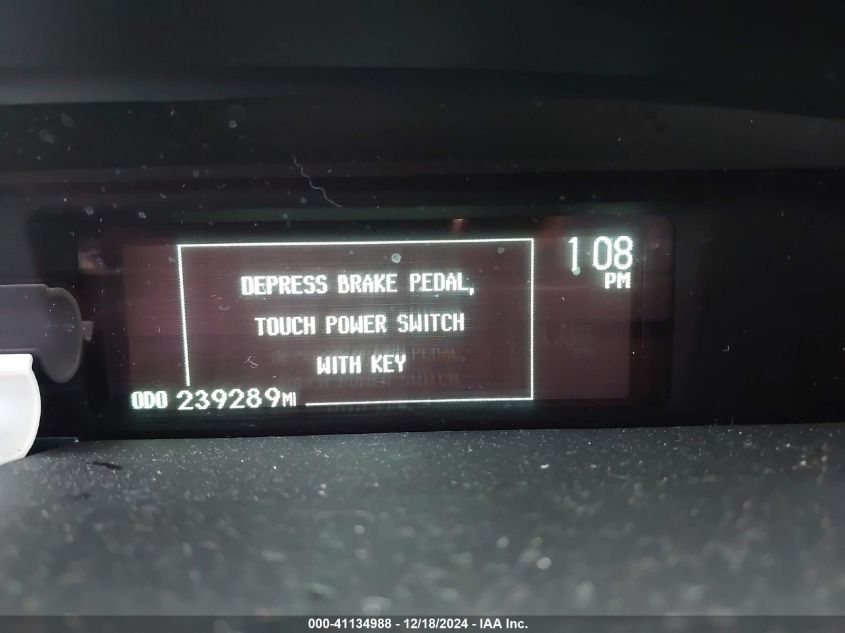 DEPRESS BRAKE PEDAL,
TOUCH POWER SWITCH
WITH KEY
1:08
PM
ODO 239289MI
000-41134988 - 12/18/2024 - IAA Inc.